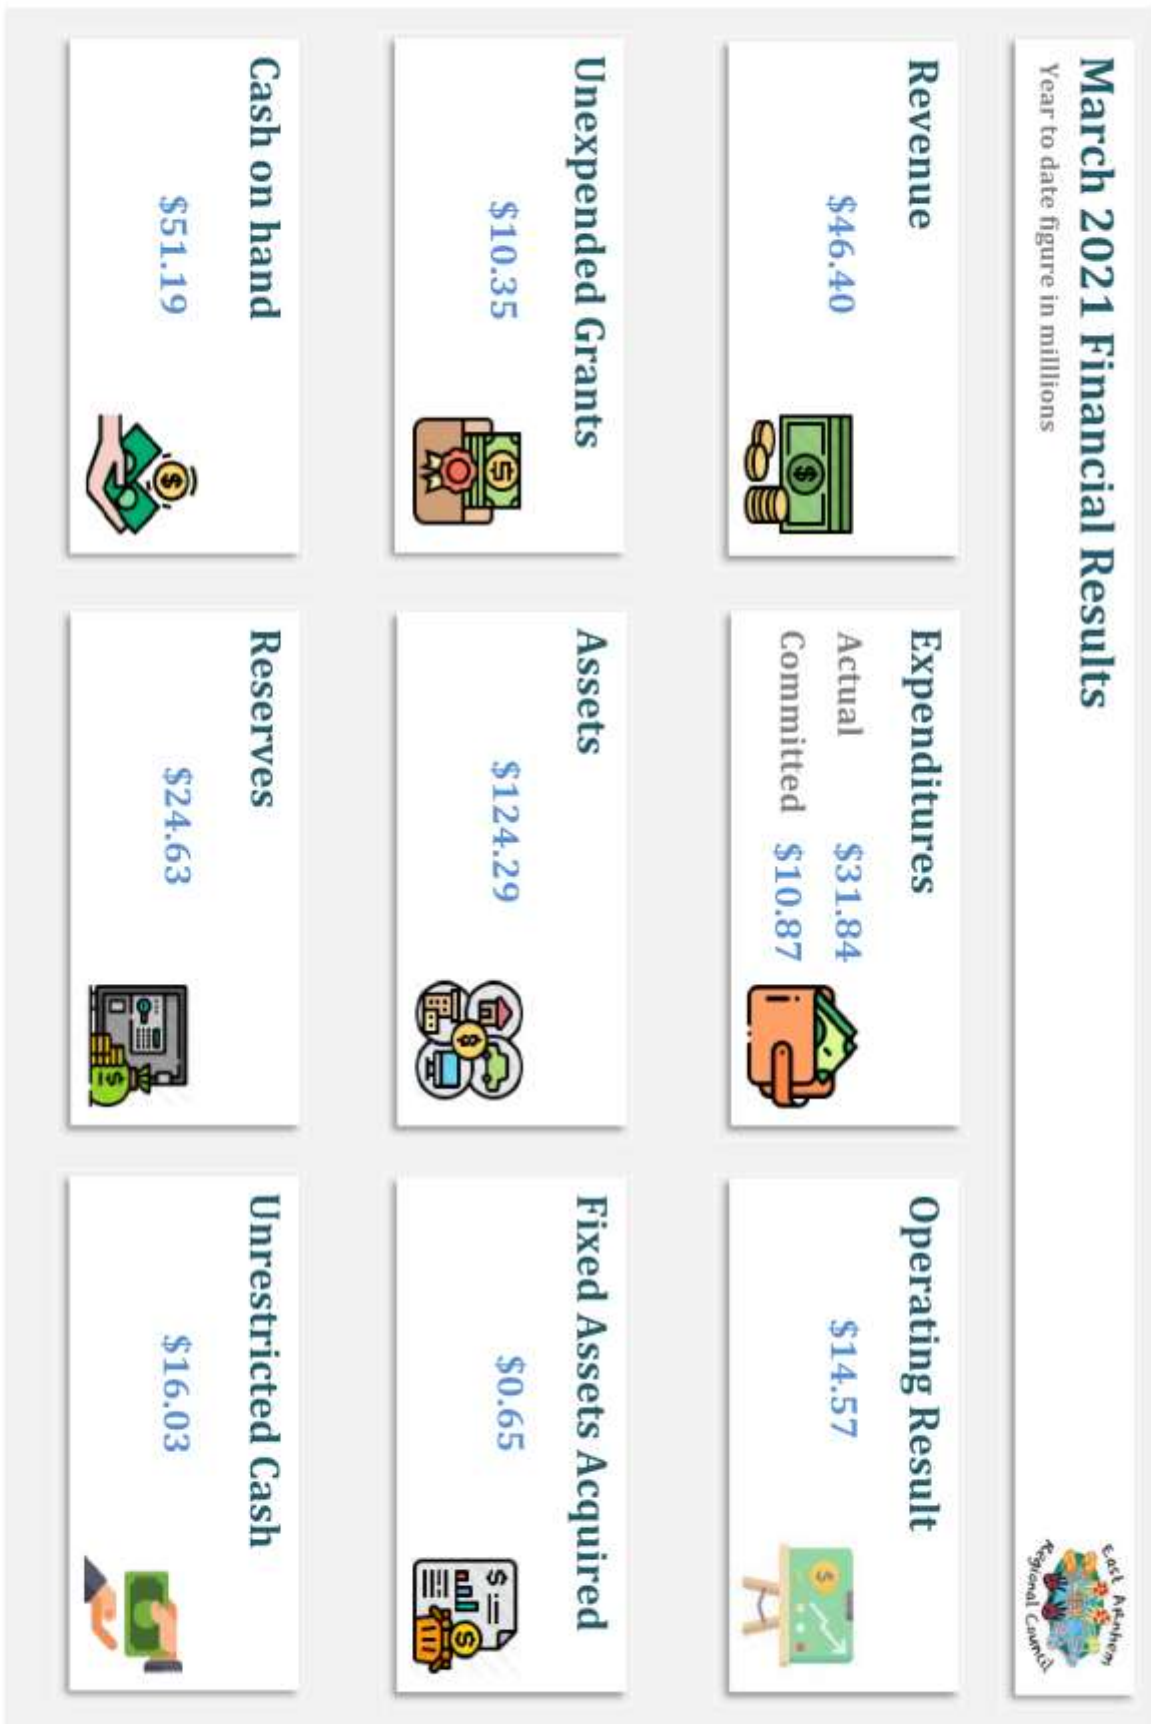 March 2021 Financial Results
Year to date figure in milllions
East Arnhem
Regional Council
Revenue
$46.40
Expenditures
Actual $31.84
Committed $10.87
Operating Result
$14.57
Unexpended Grants
$10.35
Assets
$124.29
Fixed Assets Acquired
$0.65
Cash on hand
$51.19
Reserves
$24.63
Unrestricted Cash
$16.03